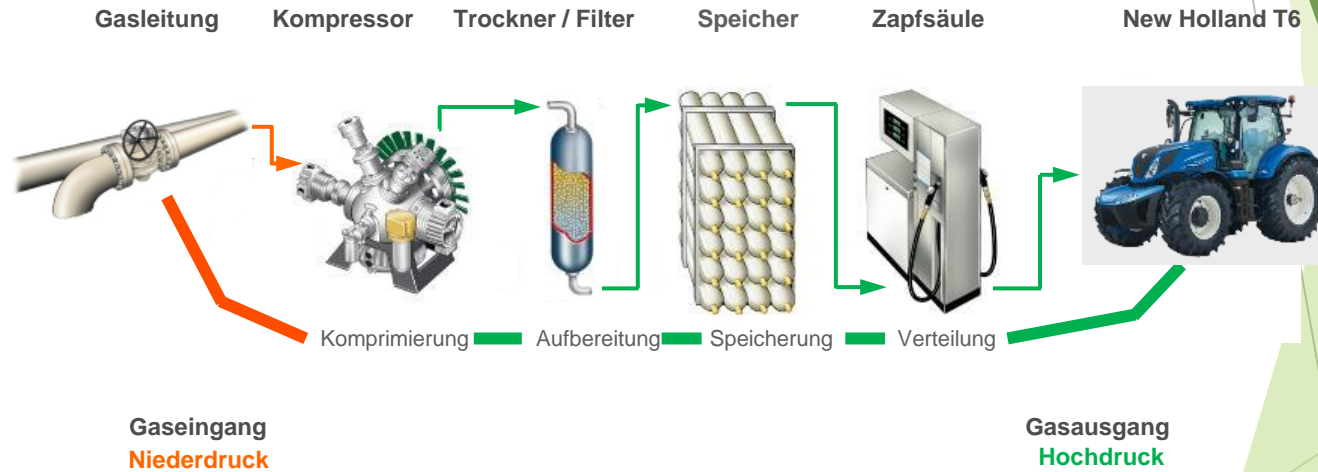 Gasleitung
Kompressor
Trockner / Filter
Speicher
Zapfsäule
New Holland T6
Komprimierung
Aufbereitung
Speicherung
Verteilung
Gaseingang
Niederdruck
Gasausgang
Hochdruck